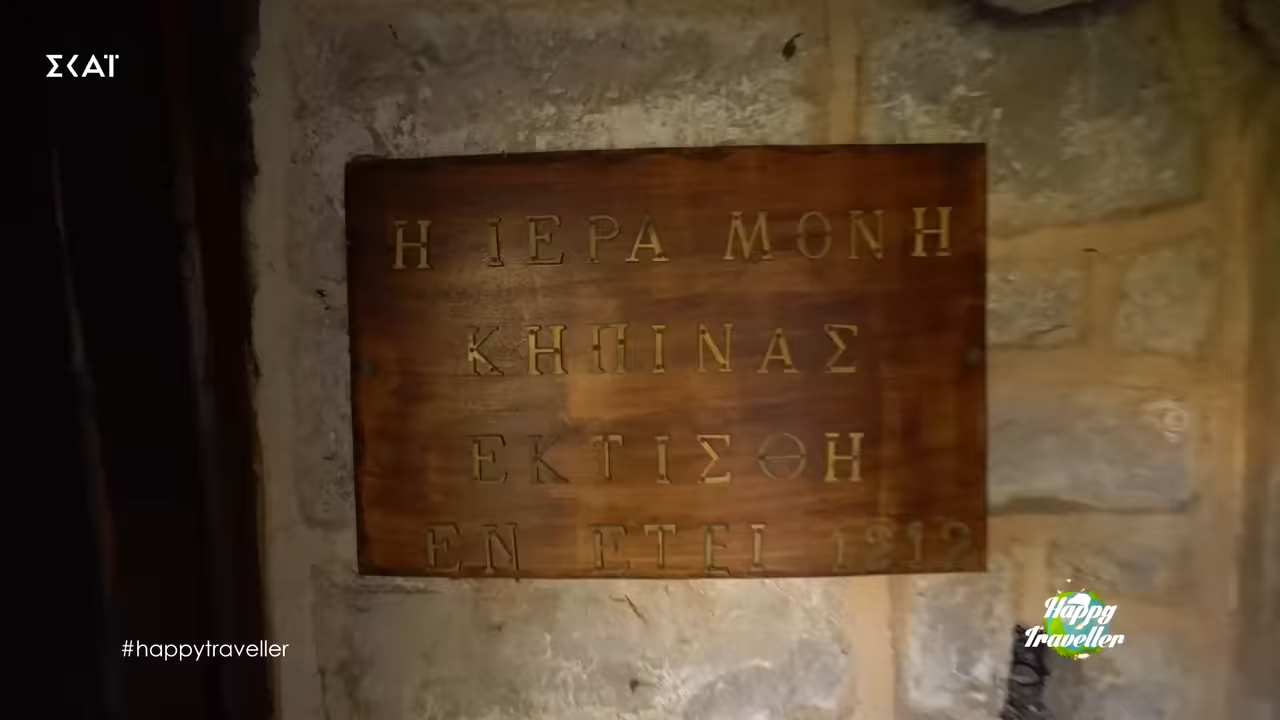 ΣΚΑΪ
Η ΙΕΡΑ ΜΟΝΗ
ΚΗΠΙΝΑΣ
ΕΚΤΙΣΘΗ
ΕΝ ΕΤΕΙ 1212
#happytraveller
Happy
Traveller